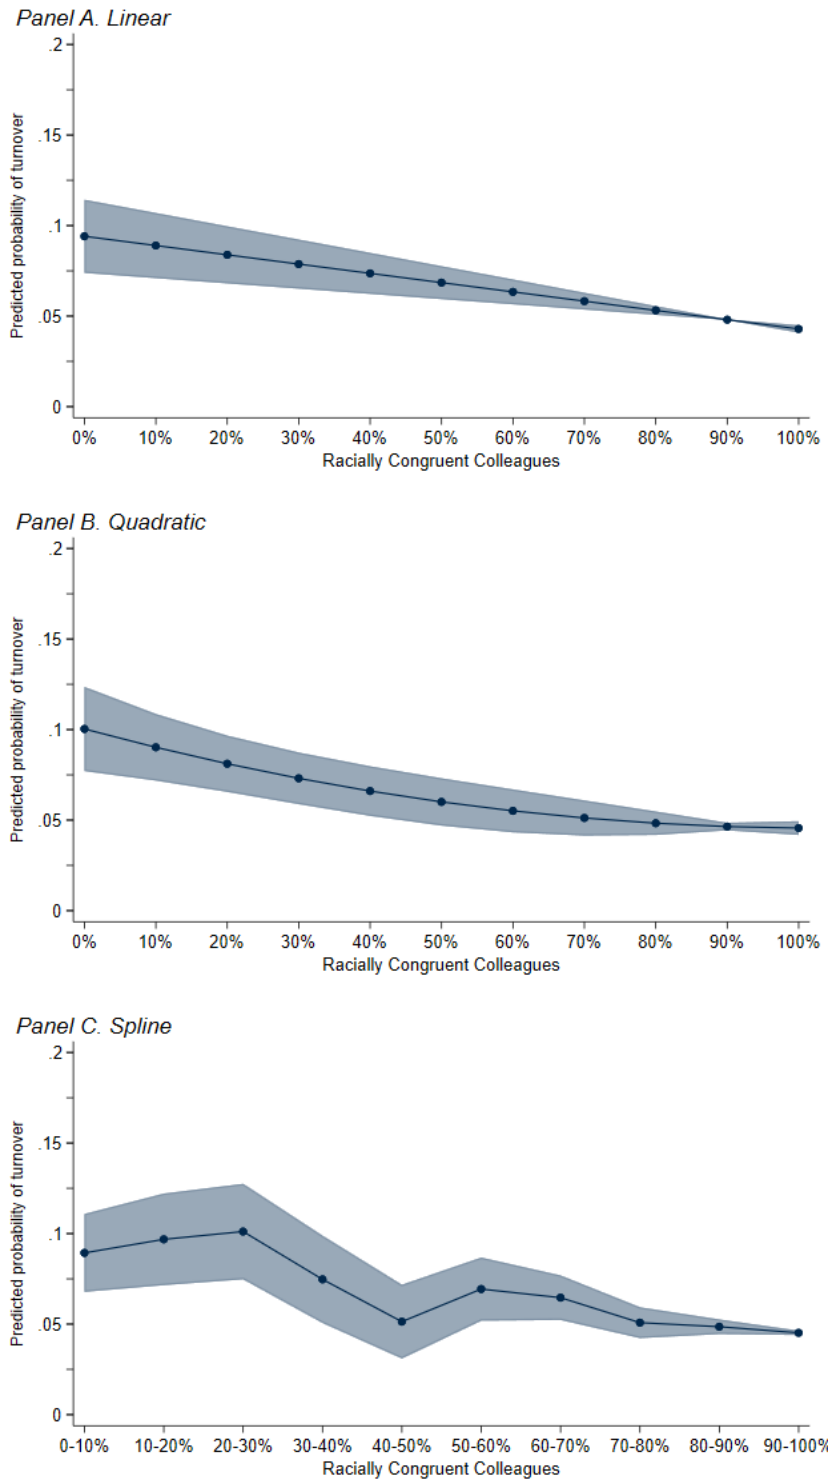 Panel A. Linear
.2
.15
.1
.05
0
Predicted probability of turnover
0% 10% 20% 30% 40% 50% 60% 70% 80% 90% 100%
Racially Congruent Colleagues
Panel B. Quadratic
.2
.15
.1
.05
0
Predicted probability of turnover
0% 10% 20% 30% 40% 50% 60% 70% 80% 90% 100%
Racially Congruent Colleagues
Panel C. Spline
.2
.15
.1
.05
0
Predicted probability of turnover
0-10% 10-20% 20-30% 30-40% 40-50% 50-60% 60-70% 70-80% 80-90% 90-100%
Racially Congruent Colleagues